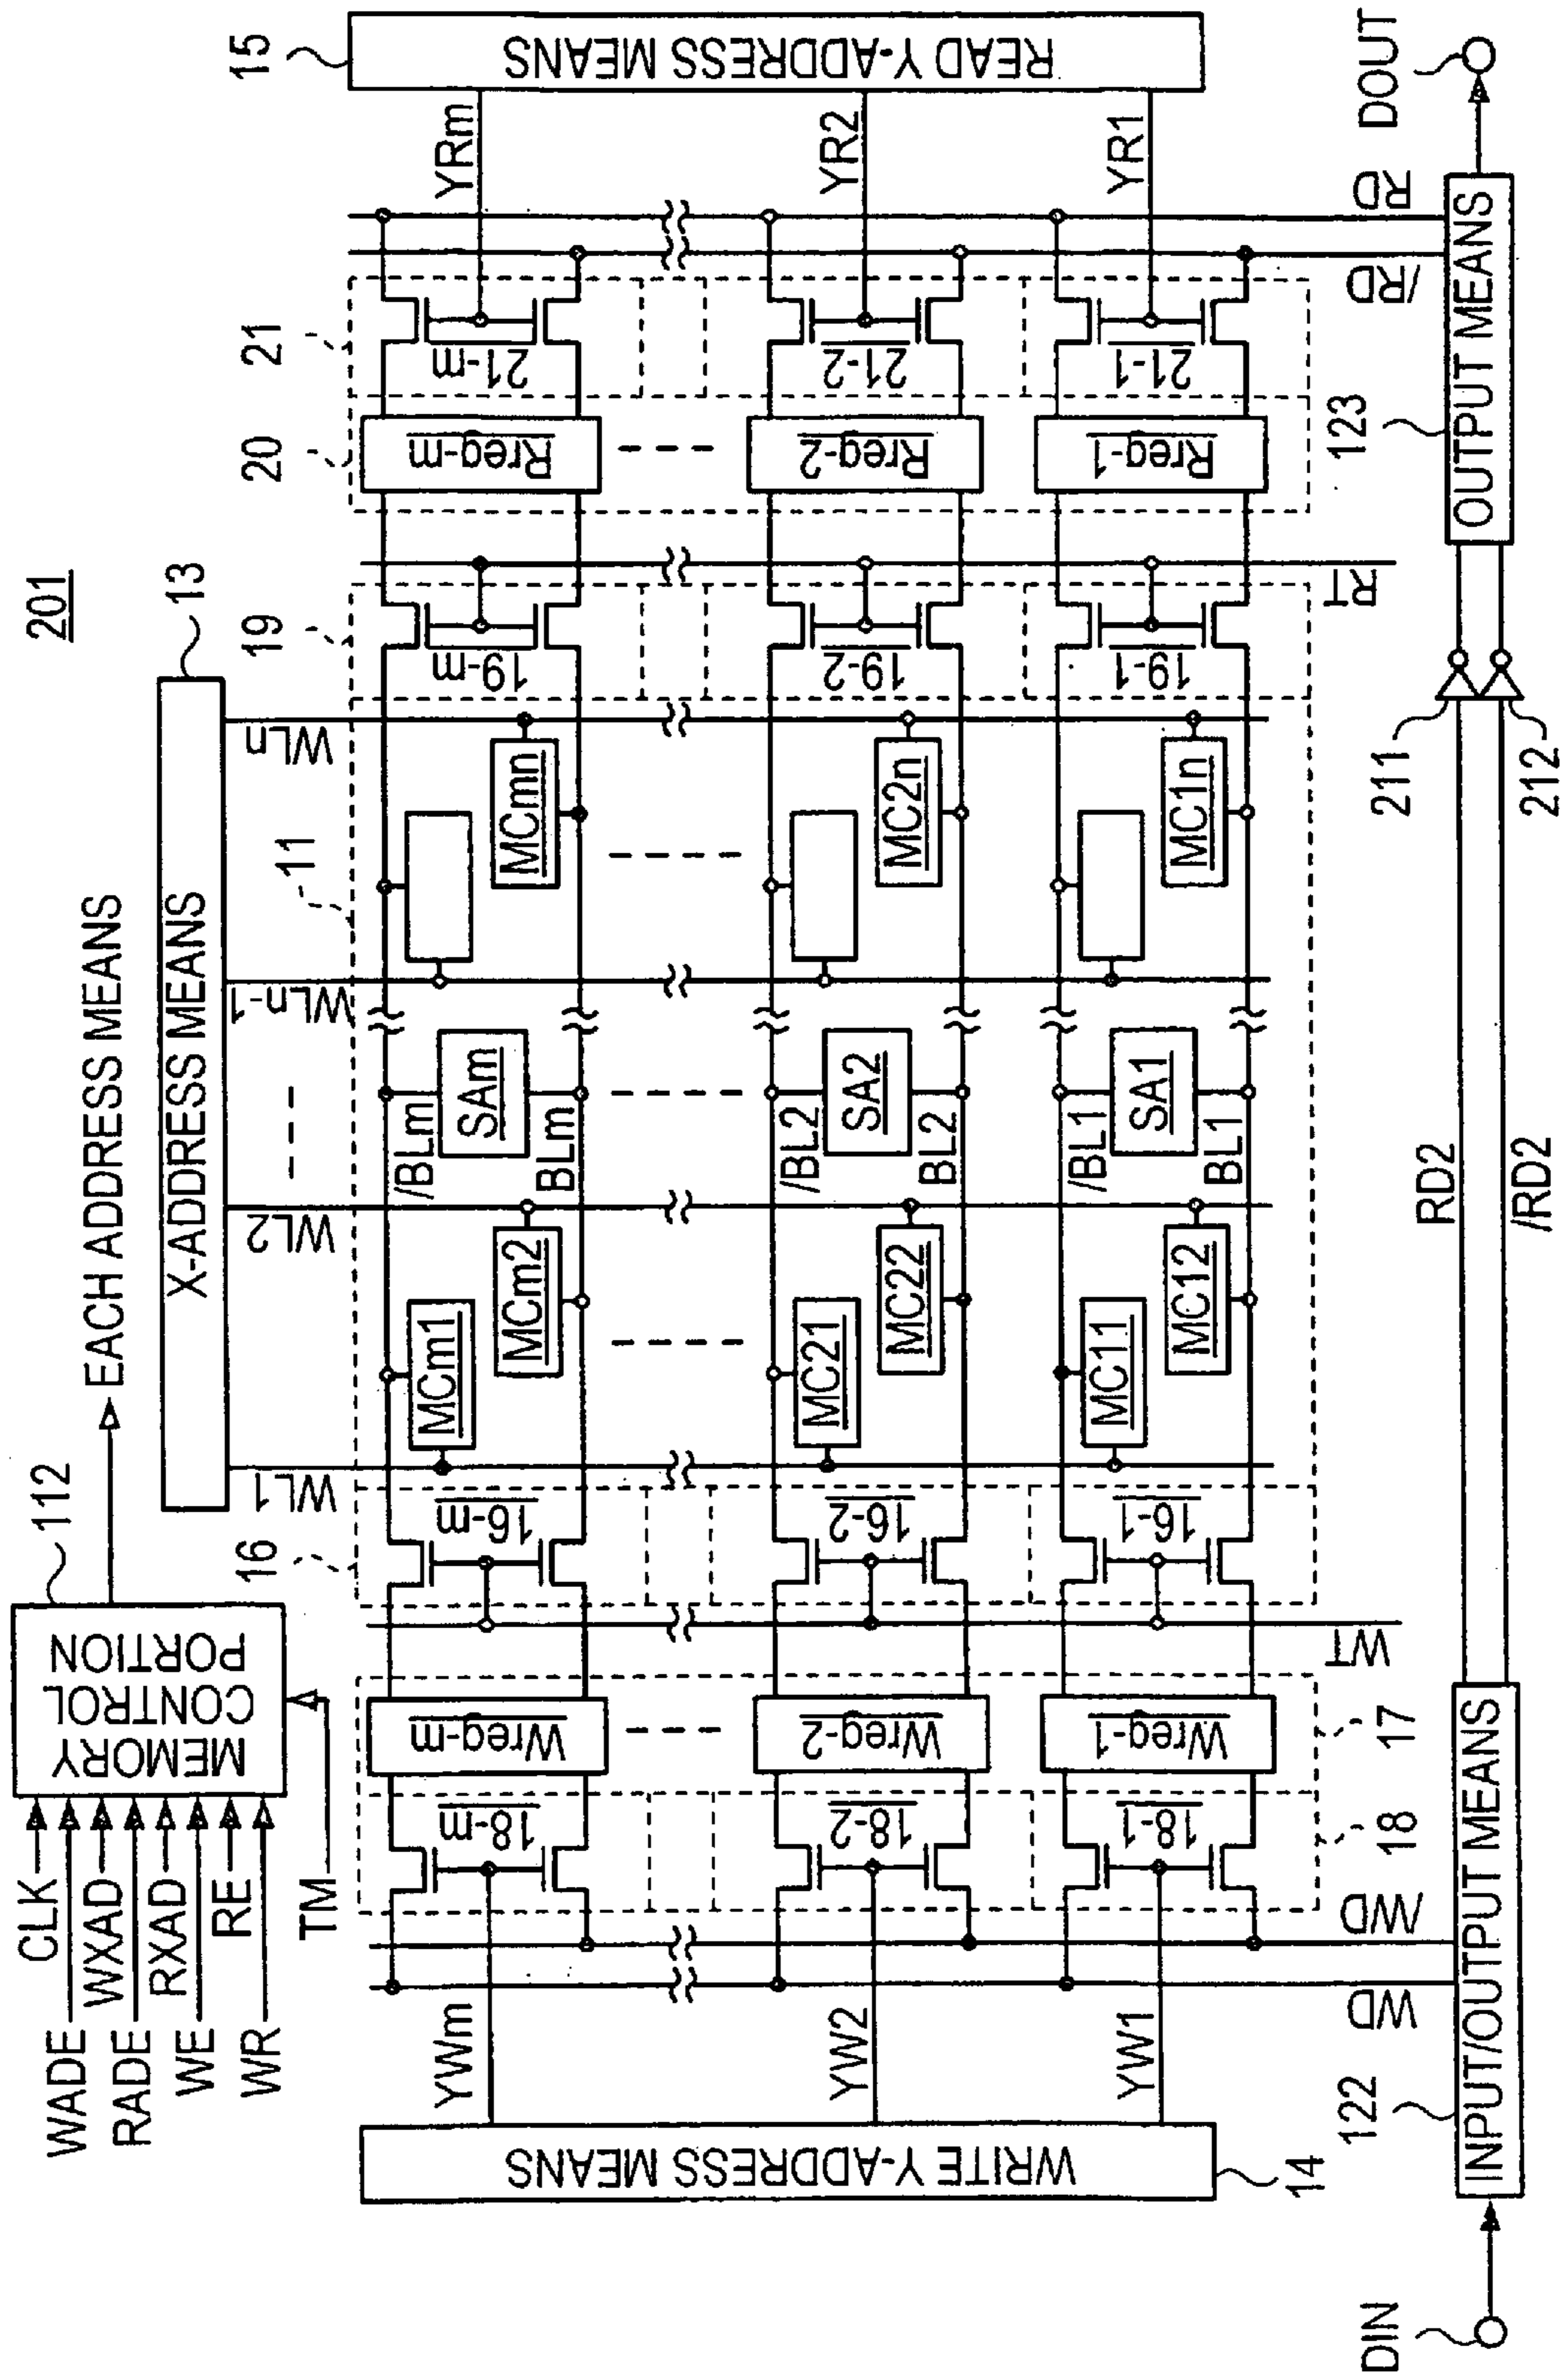 201
CLK
WADE
WXAD
RADE
RXAD
WE
RE
WR
TM
MEMORY
CONTROL
PORTION
112
EACH ADDRESS MEANS
X-ADDRESS MEANS
13
WL1
WL2
WLn-1
WLn
16
11
19
20
21
15
READ Y-ADDRESS MEANS
WRITE Y-ADDRESS MEANS
14
YWm
18-m
Wreg-m
16-m
MCm1
MCm2
/BLm
SAm
BLm
MCmn
19-m
Rreg-m
21-m
YRm
YW2
18-2
Wreg-2
16-2
MC21
MC22
/BL2
SA2
BL2
MC2n
19-2
Rreg-2
21-2
YR2
YW1
18-1
Wreg-1
16-1
MC11
MC12
/BL1
SA1
BL1
MC1n
19-1
Rreg-1
21-1
YR1
WD
/WD
18
17
WT
RT
/RD
RD
DIN
122
INPUT/OUTPUT MEANS
RD2
/RD2
211
212
123
OUTPUT MEANS
DOUT